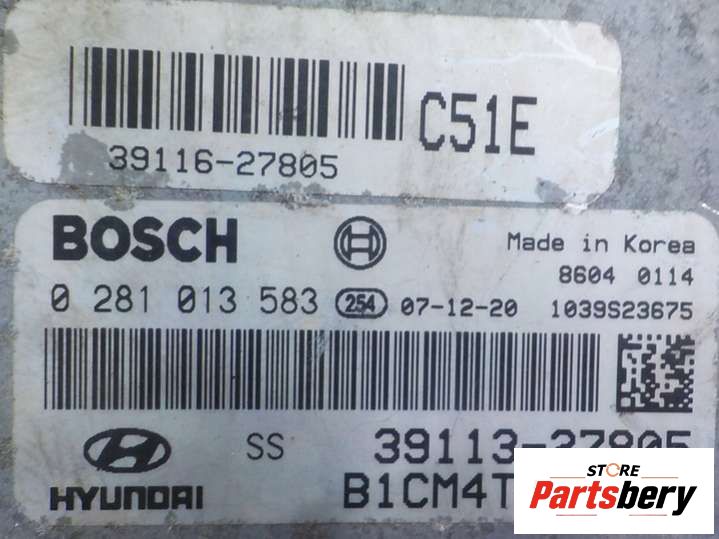 C51E
39116-27805
BOSCH
Made in Korea
8604 0114
0 281 013 583 254 07-12-20 1039S23675
SS 39113-27805
HYUNDAI B1CM4T
STORE
Partsbery